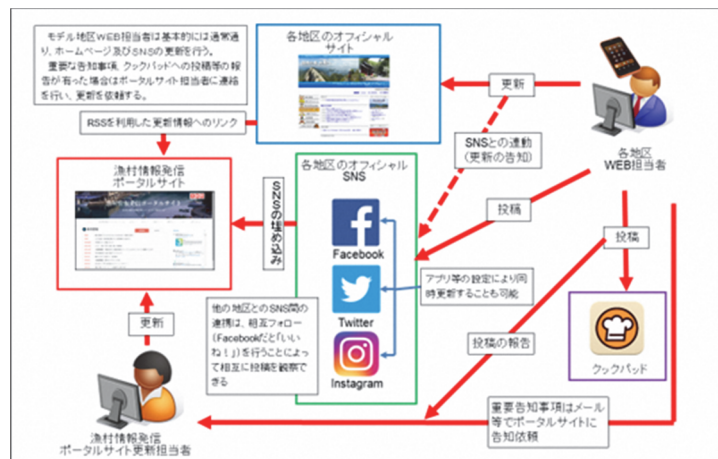 モデル地区WEB担当者は基本的には通常通
り、ホームページ及びSNSの更新を行う。
重要な告知事項、クックパッドへの投稿等の報
告が有った場合はポータルサイト担当者に連絡
を行い、更新を依頼する。
各地区のオフィシャル
サイト
更新
RSSを利用した更新情報へのリンク
SNSとの連動
(更新の告知)
各地区
WEB担当者
漁村情報発信
ポータルサイト
SNSの埋め込み
各地区のオフィシャル
SNS
Facebook
Twitter
Instagram
投稿
投稿
アプリ等の設定により同
時更新することも可能
クックパッド
更新
他の地区とのSNS間の
連携は、相互フォロー
(Facebookだと「いい
ね!」)を行うことによっ
て相互に投稿を観察で
きる
投稿の報告
重要告知事項はメール
等でポータルサイトに
告知依頼
漁村情報発信
ポータルサイト更新担当者